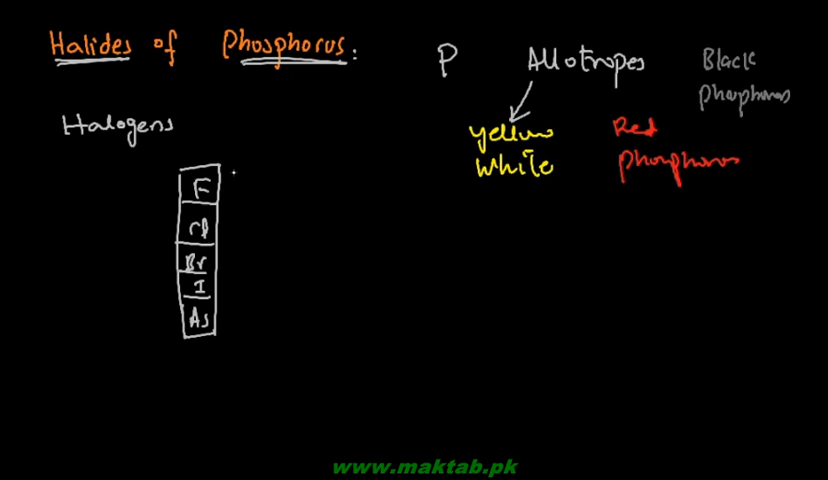 Halides of Phosphorus:
P Allotropes
Black
phosphorus
Halogens
Yellow
White
Red
phosphorus
F
Cl
Br
I
As
www.maktab.pk